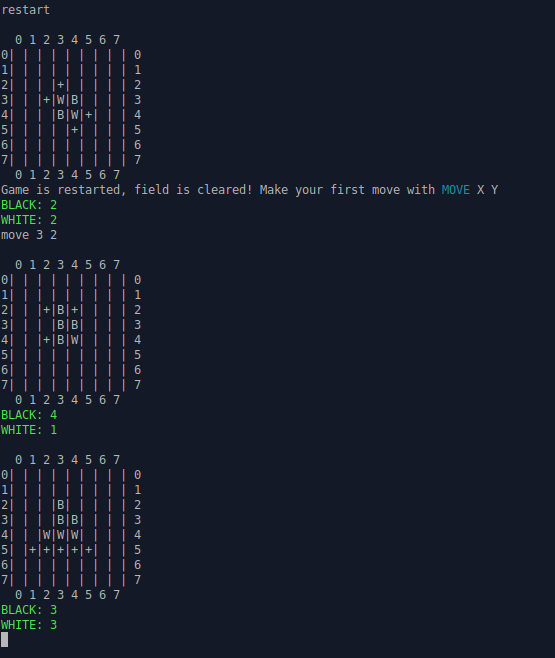 restart
  0 1 2 3 4 5 6 7
0| | | | | | | | | 0
1| | | | | | | | | 1
2| | | |+| | | | | 2
3| | |+|W|B| | | | 3
4| | | |B|W|+| | | 4
5| | | | |+| | | | 5
6| | | | | | | | | 6
7| | | | | | | | | 7
  0 1 2 3 4 5 6 7
Game is restarted, field is cleared! Make your first move with MOVE X Y
BLACK: 2
WHITE: 2
move 3 2
  0 1 2 3 4 5 6 7
0| | | | | | | | | 0
1| | | | | | | | | 1
2| | |+|B|+| | | | 2
3| | | |B|B| | | | 3
4| | |+|B|W| | | | 4
5| | | | | | | | | 5
6| | | | | | | | | 6
7| | | | | | | | | 7
  0 1 2 3 4 5 6 7
BLACK: 4
WHITE: 1
  0 1 2 3 4 5 6 7
0| | | | | | | | | 0
1| | | | | | | | | 1
2| | | |B| | | | | 2
3| | | |B|B| | | | 3
4| | |W|W|W| | | | 4
5| |+|+|+|+|+| | | 5
6| | | | | | | | | 6
7| | | | | | | | | 7
  0 1 2 3 4 5 6 7
BLACK: 3
WHITE: 3